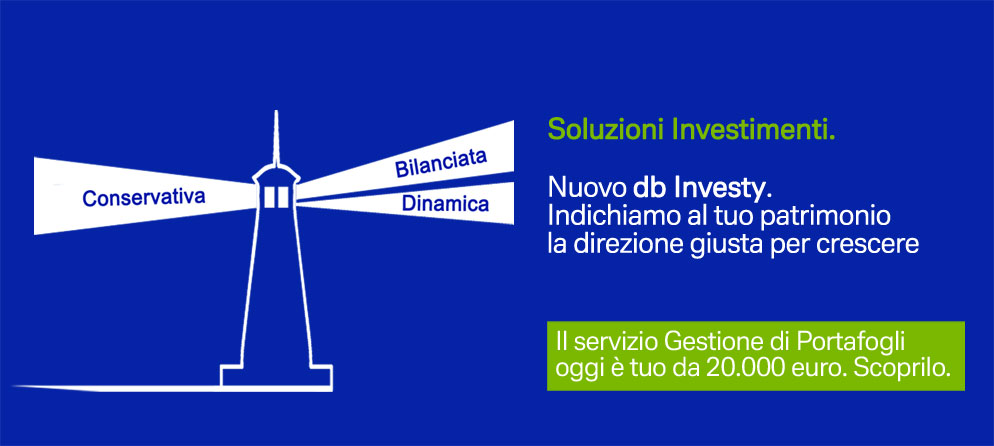 Conservativa
Bilanciata
Dinamica
Soluzioni Investimenti.
Nuovo db Investy.
Indichiamo al tuo patrimonio
la direzione giusta per crescere
Il servizio Gestione di Portafogli
oggi è tuo da 20.000 euro. Scoprilo.